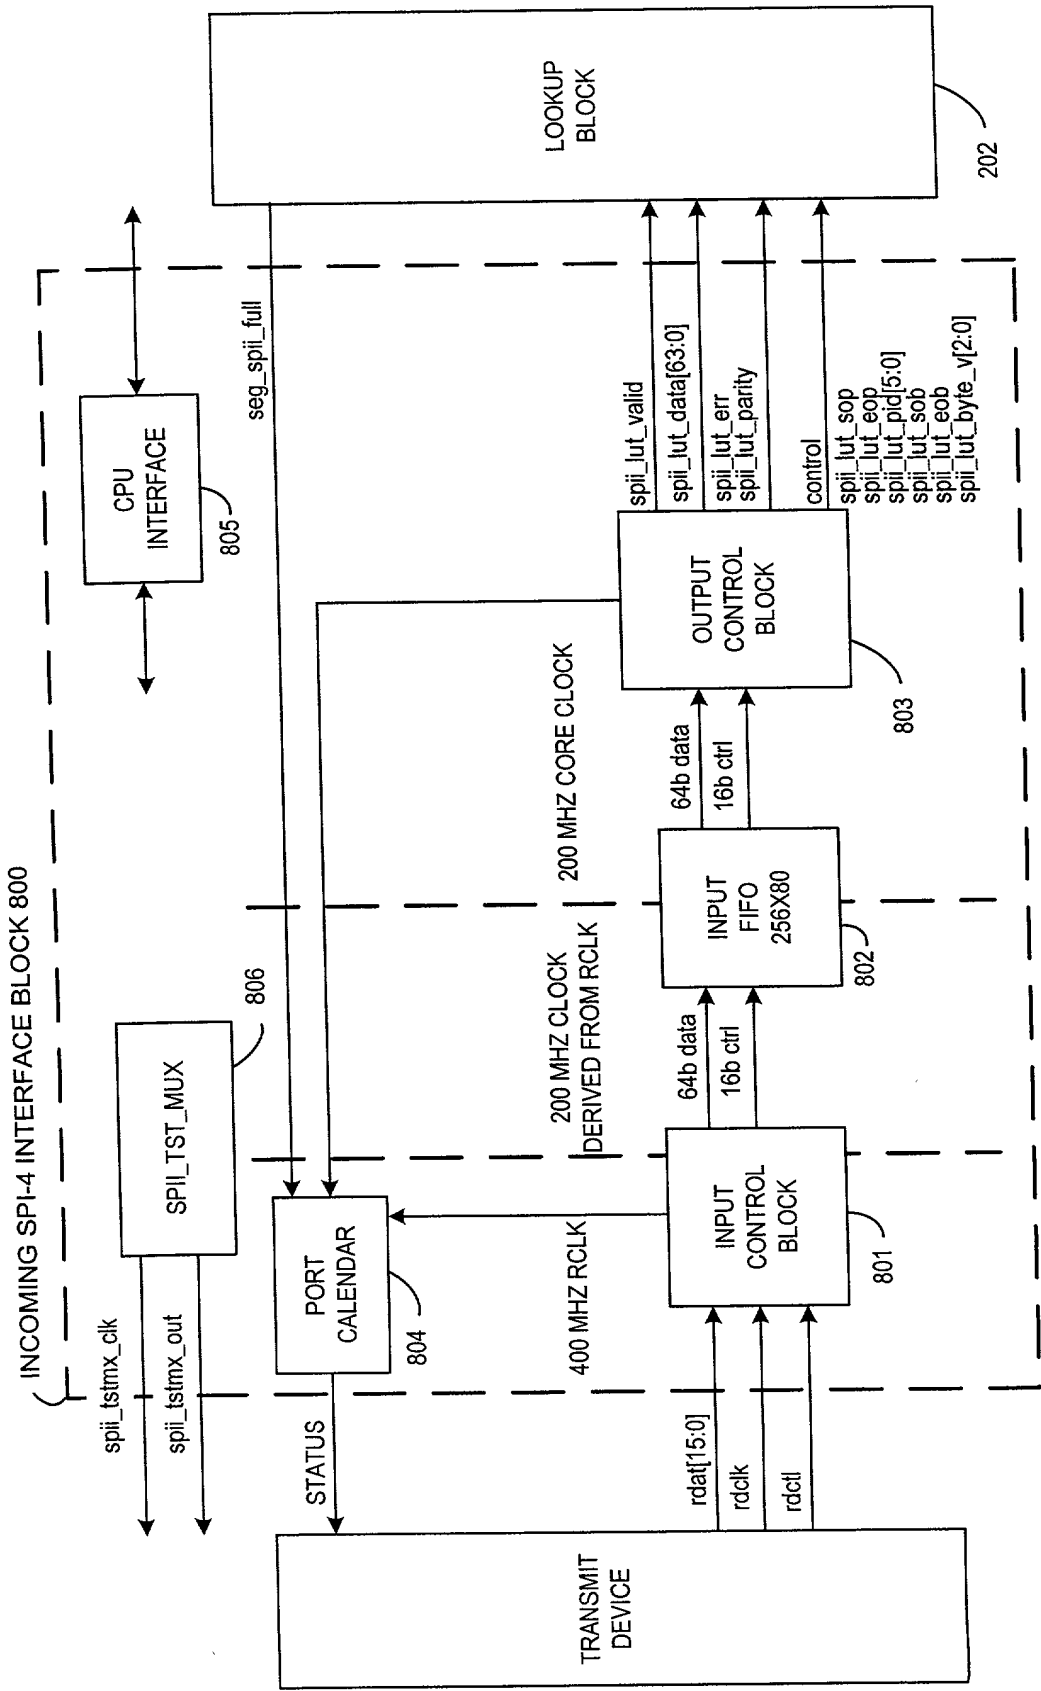 INCOMING SPI-4 INTERFACE BLOCK 800
spii_tstmx_clk
spii_tstmx_out
SPII_TST_MUX
806
CPU
INTERFACE
805
STATUS
PORT
CALENDAR
804
seg_spii_full
400 MHZ RCLK
200 MHZ CLOCK
DERIVED FROM RCLK
200 MHZ CORE CLOCK
TRANSMIT
DEVICE
rdat[15:0]
rdclk
rdctl
INPUT
CONTROL
BLOCK
801
64b data
16b ctrl
INPUT
FIFO
256X80
802
64b data
16b ctrl
OUTPUT
CONTROL
BLOCK
803
spii_lut_valid
spii_lut_data[63:0]
spii_lut_err
spii_lut_parity
control
spii_lut_sop
spii_lut_eop
spii_lut_pid[5:0]
spii_lut_sob
spii_lut_eob
spii_lut_byte_v[2:0]
LOOKUP
BLOCK
202